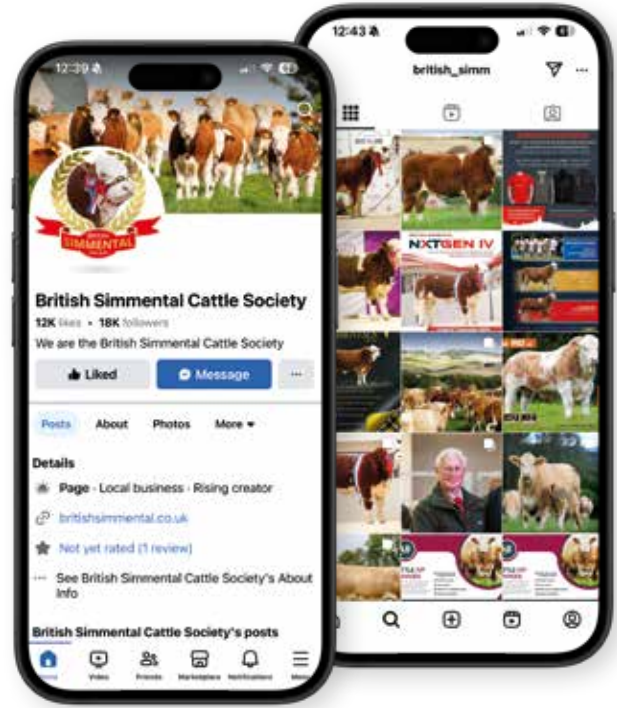 12:39
BRITISH
SIMMENTAL
British Simmental Cattle Society
12K likes • 18K followers
We are the British Simmental Cattle Society
Liked
Message
Posts About Photos More
Details
Page · Local business · Rising creator
britishsimmental.co.uk
Not yet rated (1 review)
See British Simmental Cattle Society's About
Info
British Simmental Cattle Society's posts
Home Video Friends Marketplace Notifications Menu
12:43
british_simm
NXTGEN IV